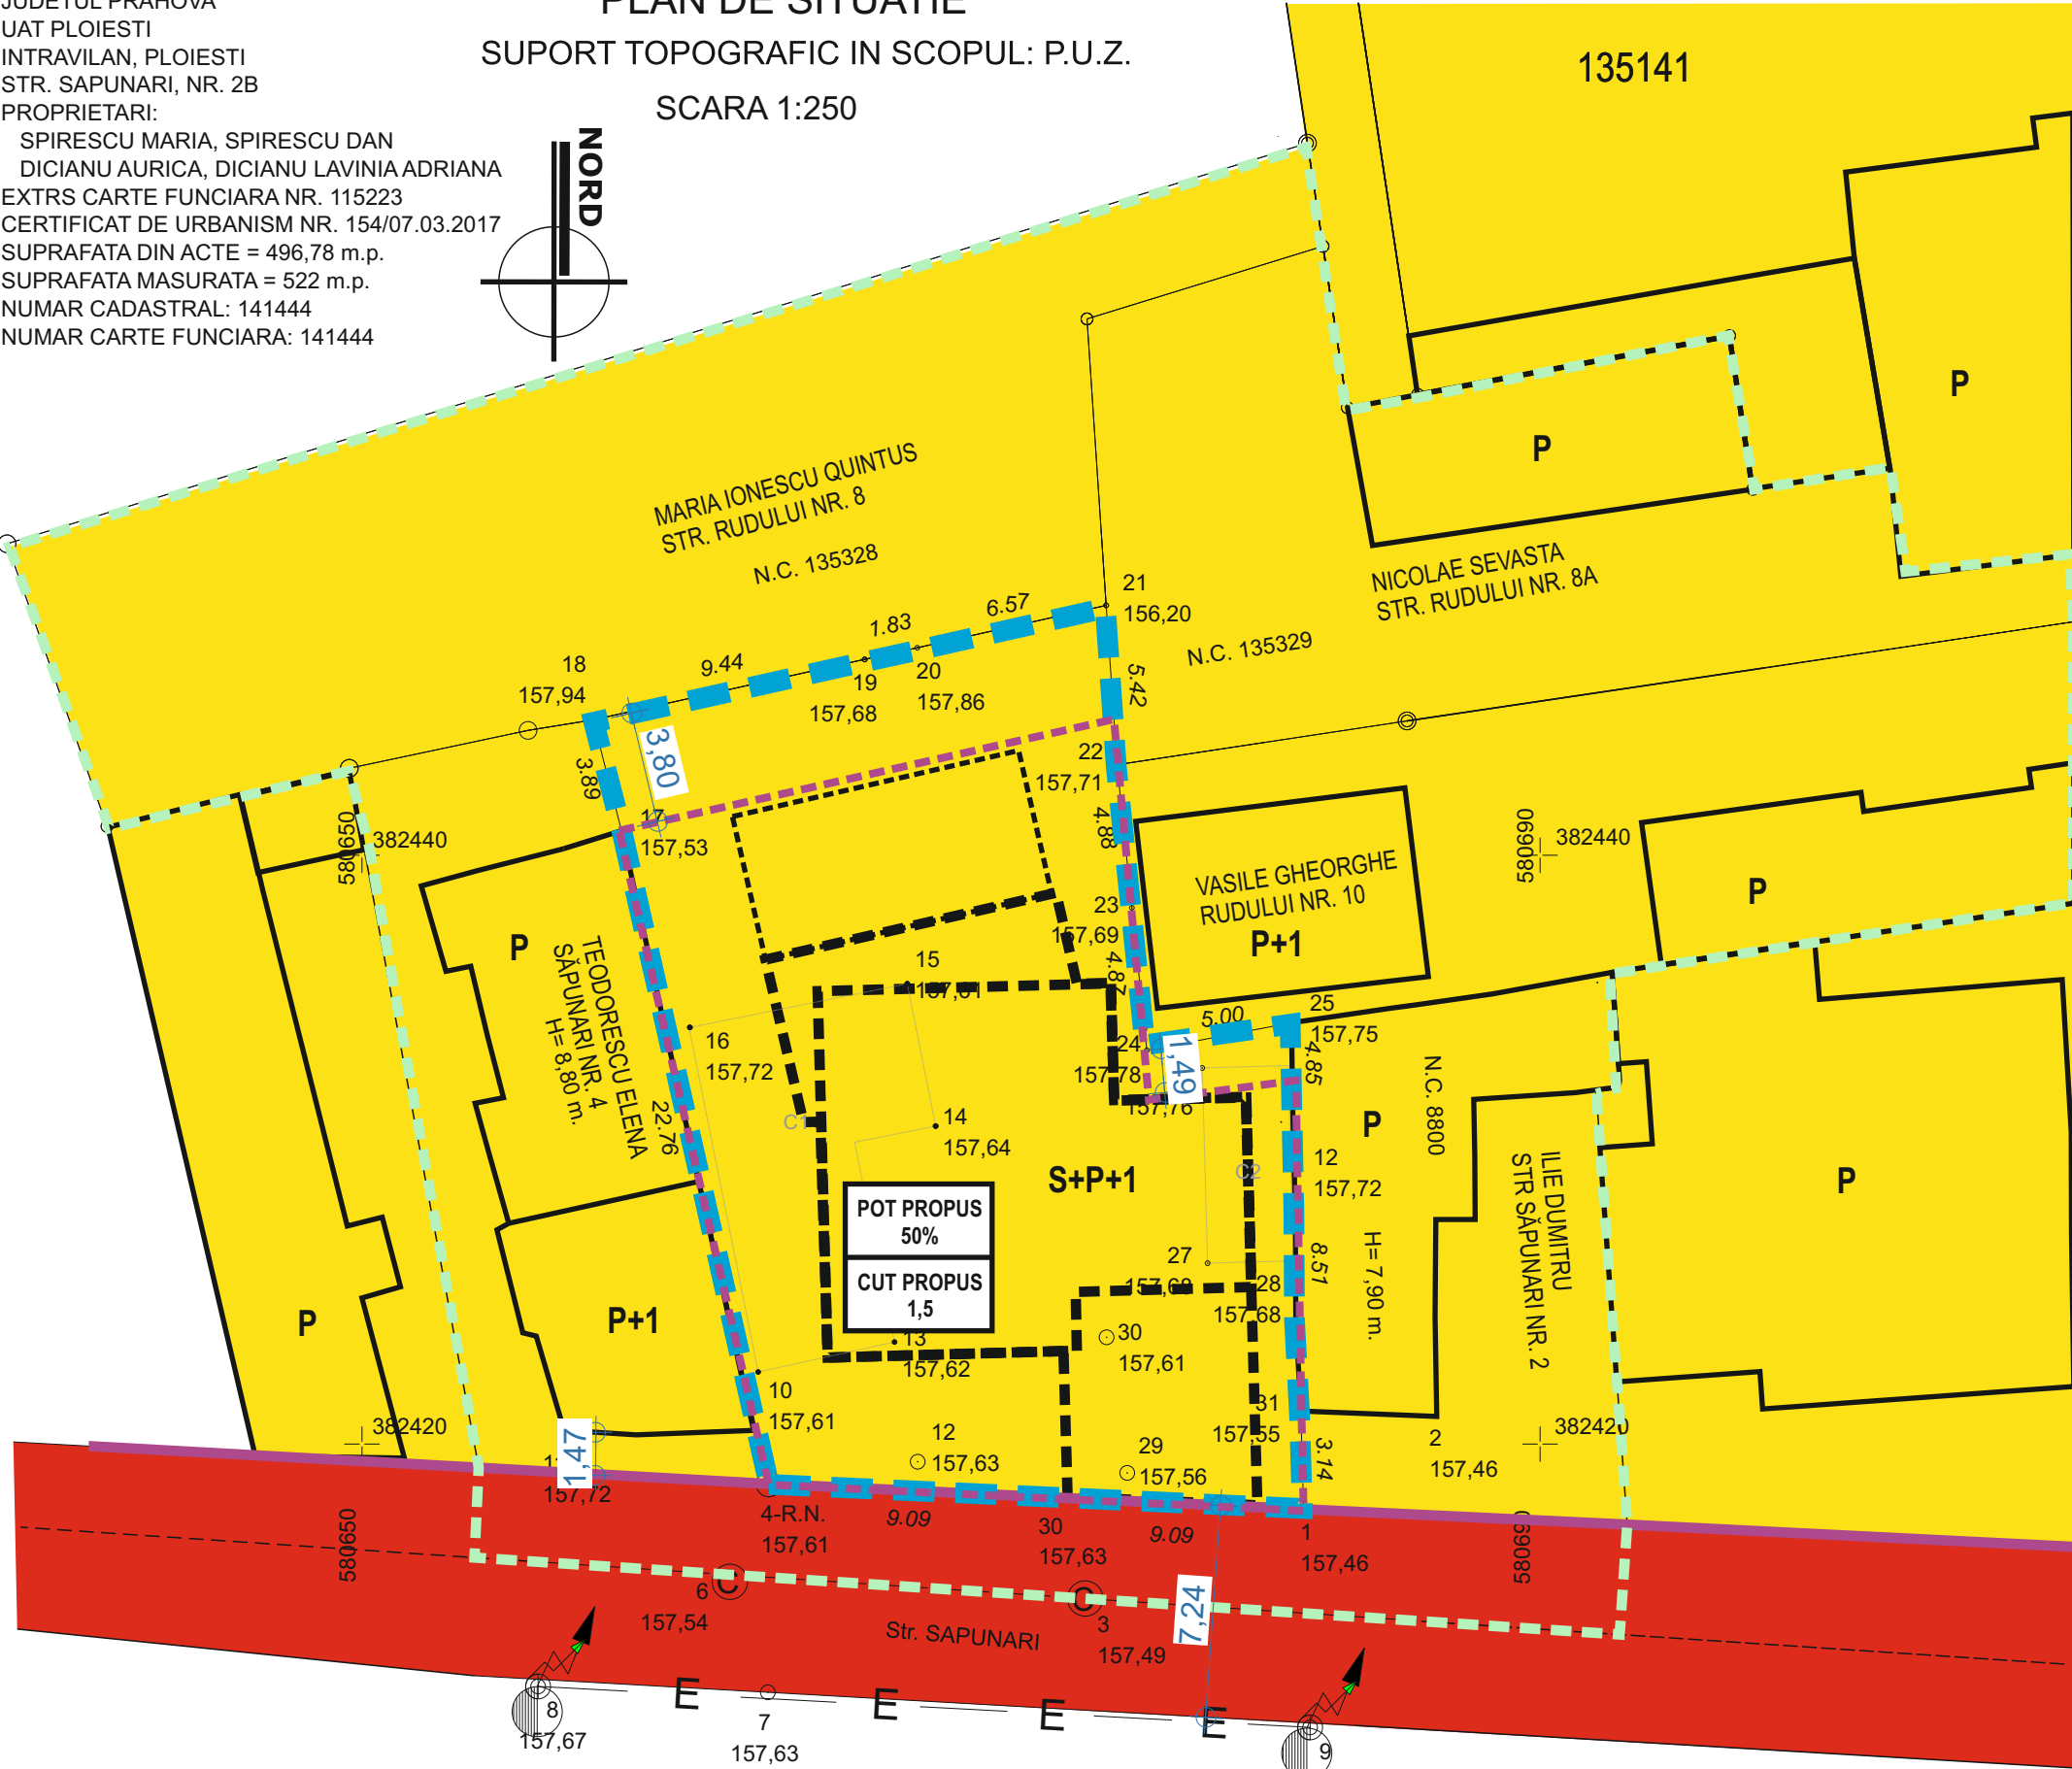 JUDETUL PRAHOVA
UAT PLOIESTI
INTRAVILAN, PLOIESTI
STR. SAPUNARI, NR. 2B
PROPRIETARI:
SPIRESCU MARIA, SPIRESCU DAN
DICIANU AURICA, DICIANU LAVINIA ADRIANA
EXTRS CARTE FUNCIARA NR. 115223
CERTIFICAT DE URBANISM NR. 154/07.03.2017
SUPRAFATA DIN ACTE = 496,78 m.p.
SUPRAFATA MASURATA = 522 m.p.
NUMAR CADASTRAL: 141444
NUMAR CARTE FUNCIARA: 141444
PLAN DE SITUATIE
SUPORT TOPOGRAFIC IN SCOPUL: P.U.Z.
SCARA 1:250
NORD
135141
P
P
MARIA IONESCU QUINTUS
STR. RUDULUI NR. 8
N.C. 135328
NICOLAE SEVASTA
STR. RUDULUI NR. 8A
N.C. 135329
21
156,20
6.57
1.83
9.44
18
157,94
19
157,68
20
157,86
5.42
3,80
3.89
22
157,71
17
157,53
4.88
580650
382440
580690
382440
VASILE GHEORGHE
RUDULUI NR. 10
P+1
P
P
TEODORESCU ELENA
SĂPUNARI NR. 4
H= 8,80 m.
23
157,69
4.87
15
157,61
16
157,72
5.00
25
157,75
24
157,78
1,49
157,76
4.85
22.76
C1
14
157,64
N.C. 8800
P
C2
12
157,72
S+P+1
ILIE DUMITRU
STR SĂPUNARI NR. 2
P
POT PROPUS
50%
CUT PROPUS
1,5
27
28
157,68
8.51
H= 7,90 m.
P
P+1
30
157,61
13
157,62
10
157,61
31
157,55
382420
1,47
157,72
12
157,63
29
157,56
3.14
2
157,46
382420
4-R.N.
157,61
9.09
30
157,63
9.09
1
157,46
580650
580690
C
6
157,54
C
3
157,49
7,24
Str. SAPUNARI
E
E
E
E
8
157,67
7
157,63
9